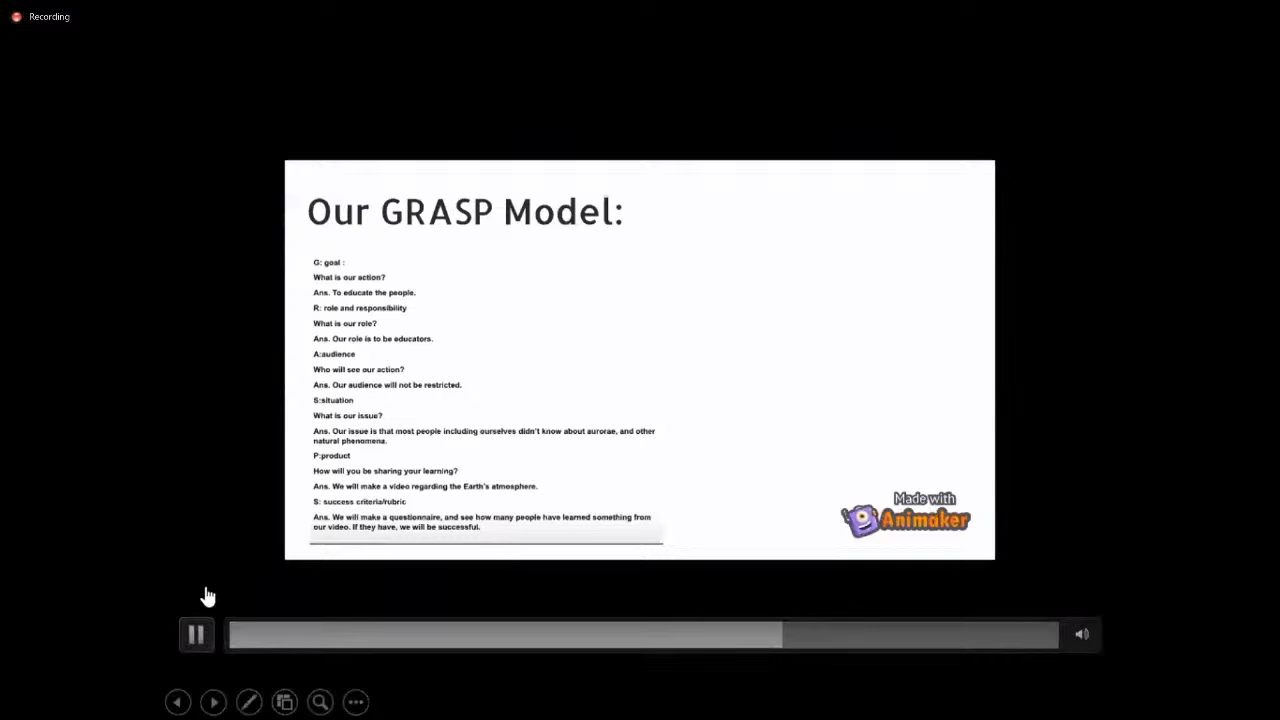 Recording
Our GRASP Model:
G: goal :
What is our action?
Ans. To educate the people.
R: role and responsibility
What is our role?
Ans. Our role is to be educators.
A:audience
Who will see our action?
Ans. Our audience will not be restricted.
S:situation
What is our issue?
Ans. Our issue is that most people including ourselves didn't know about aurorae, and other
natural phenomena.
P:product
How will you be sharing your learning?
Ans. We will make a video regarding the Earth's atmosphere.
S: success criteria/rubric
Ans. We will make a questionnaire, and see how many people have learned something from
our video. If they have, we will be successful.
Made with
Animaker